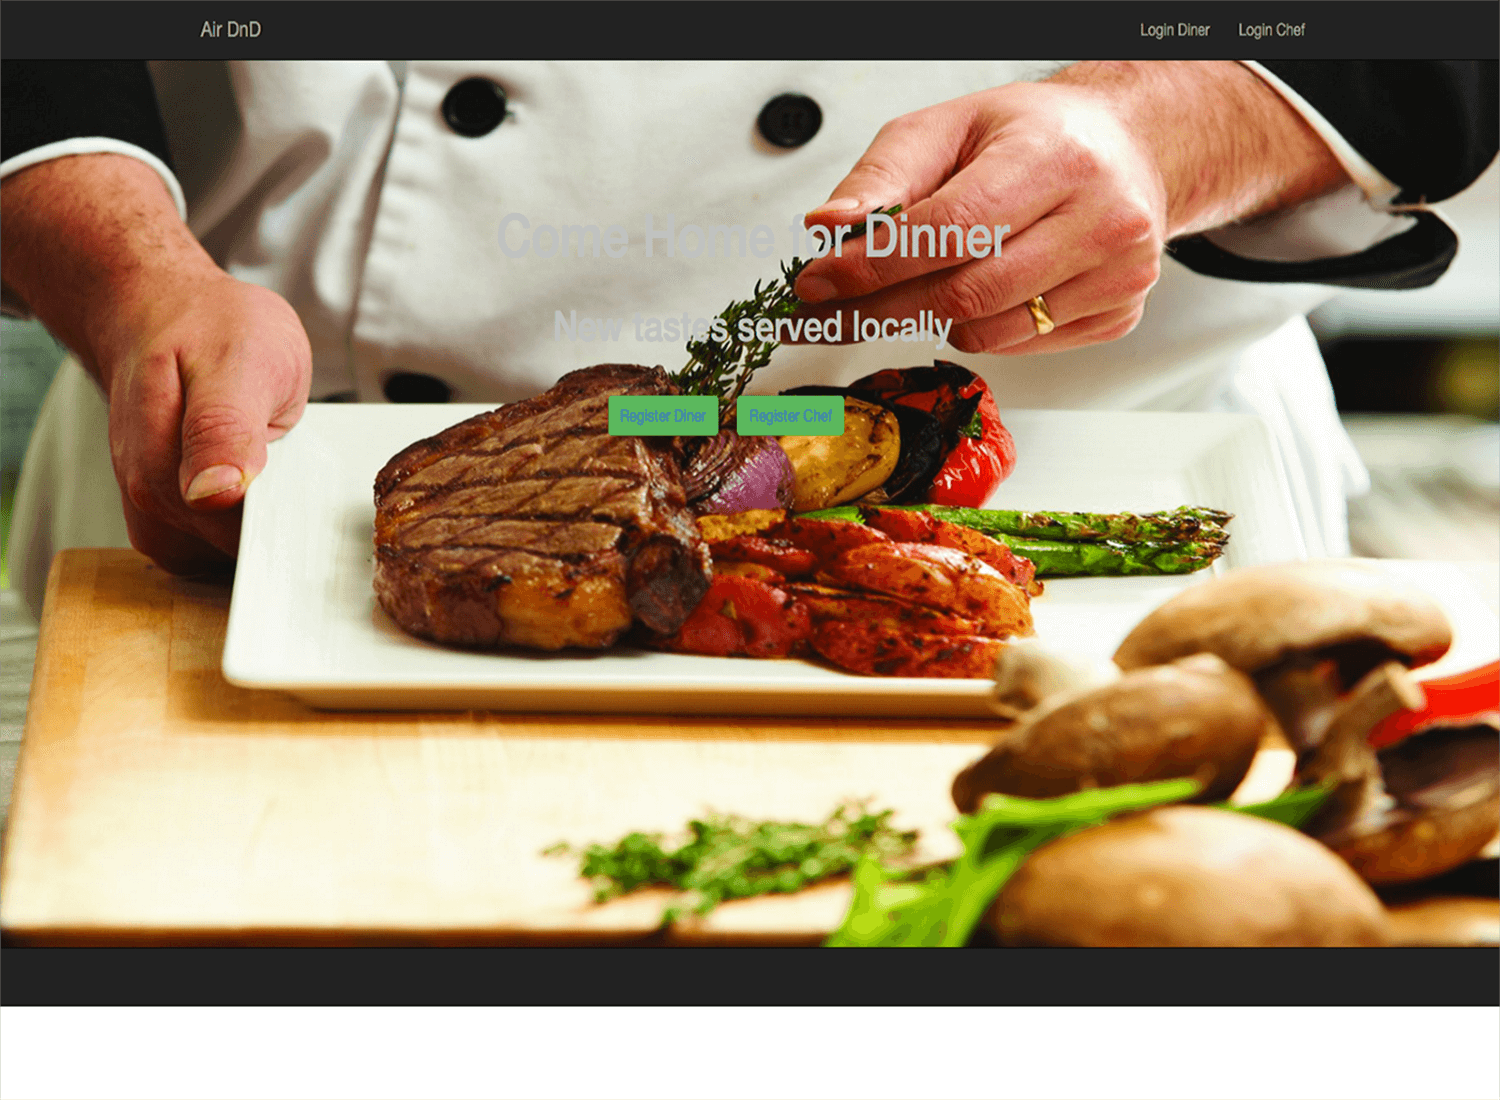 Air DnD
Login Diner
Login Chef
Come Home for Dinner
New tastes served locally
Register Diner
Register Chef